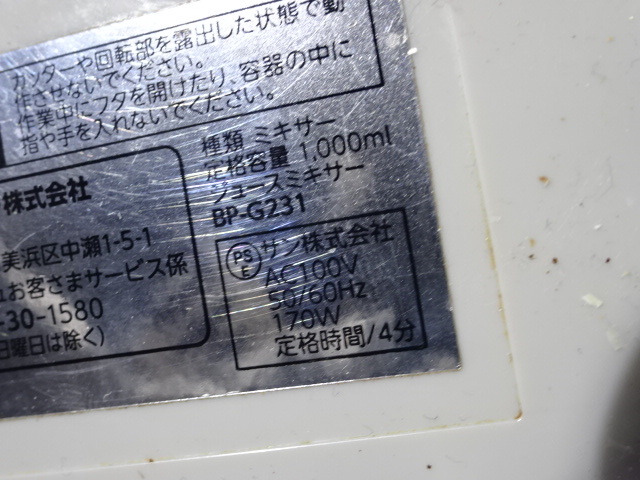 カッターや回転部を露出した状態で動
作させないでください。
作業中にフタを開けたり、容器の中に
指や手を入れないでください。
種類 ミキサー
定格容量 1,000ml
ジュースミキサー
BP-G231
株式会社
美浜区中瀬1-5-1
お客さまサービス係
-30-1580
日曜日は除く)
PS
E
サン株式会社
AC100V
50/60Hz
170W
定格時間/4分